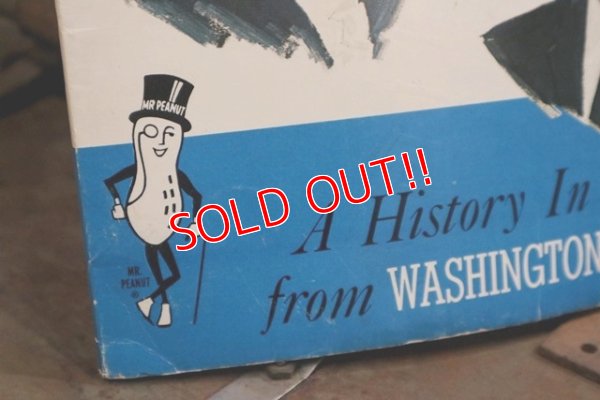 MR PEANUT
SOLD OUT!!
A History In
from WASHINGTON
MR.
PEANUT